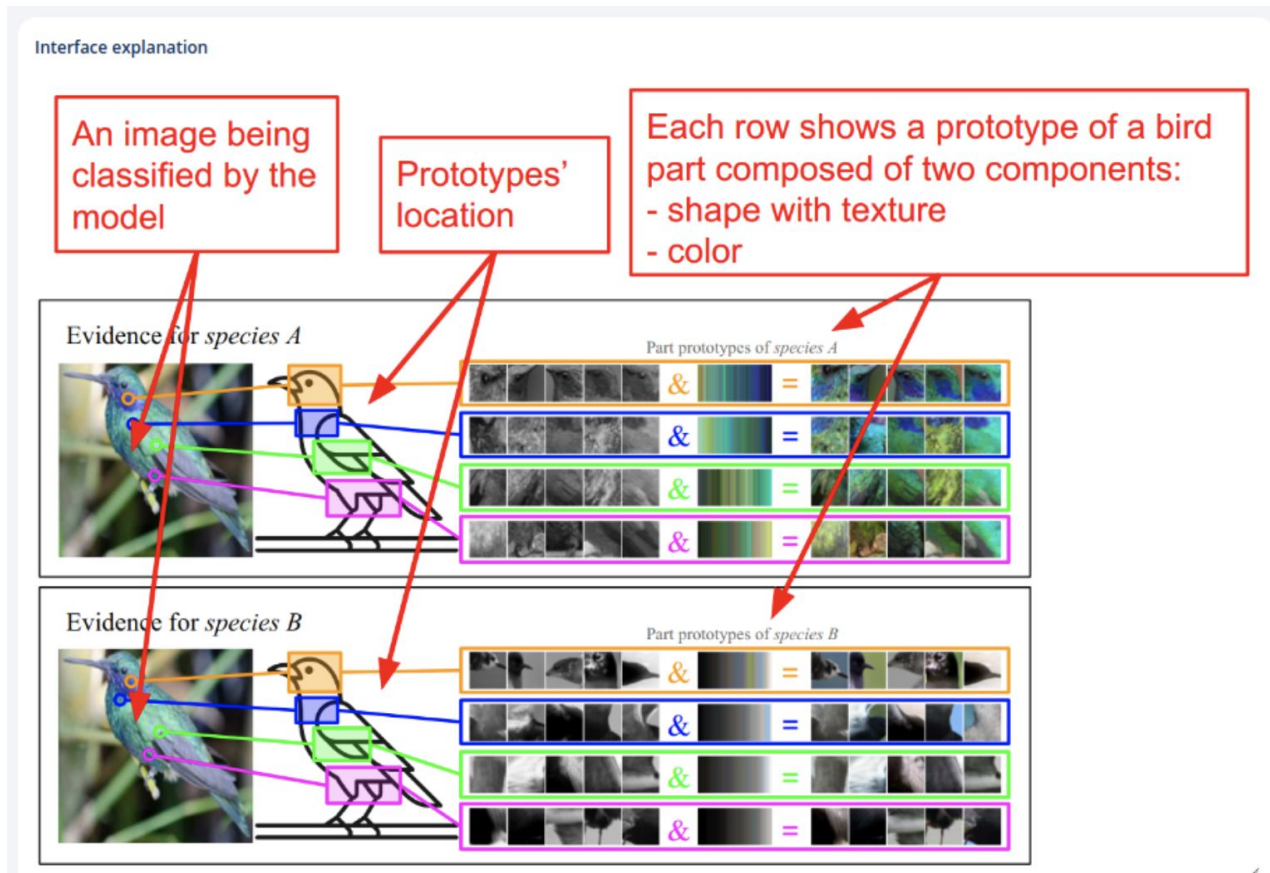 Interface explanation
An image being
classified by the
model
Prototypes’
location
Each row shows a prototype of a bird
part composed of two components:
- shape with texture
- color
Evidence for species A
Part prototypes of species A
& =
& =
& =
& =
Evidence for species B
Part prototypes of species B
& =
& =
& =
& =